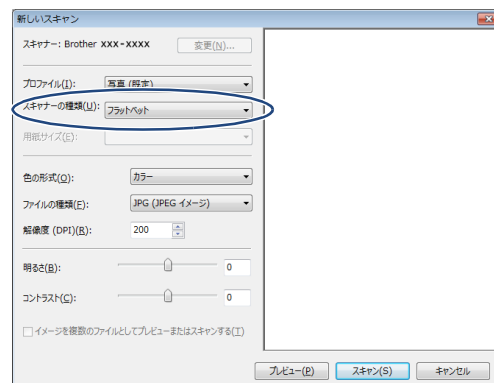 新しいスキャン
スキャナー: Brother XXX-XXXX 変更(N)...
プロファイル(I): 写真 (既定)
スキャナーの種類(U): フラットベット
用紙サイズ(E):
色の形式(O): カラー
ファイルの種類(F): JPG (JPEG イメージ)
解像度 (DPI)(R): 200
明るさ(B): 0
コントラスト(C): 0
イメージを複数のファイルとしてプレビューまたはスキャンする(T)
プレビュー(P) スキャン(S) キャンセル